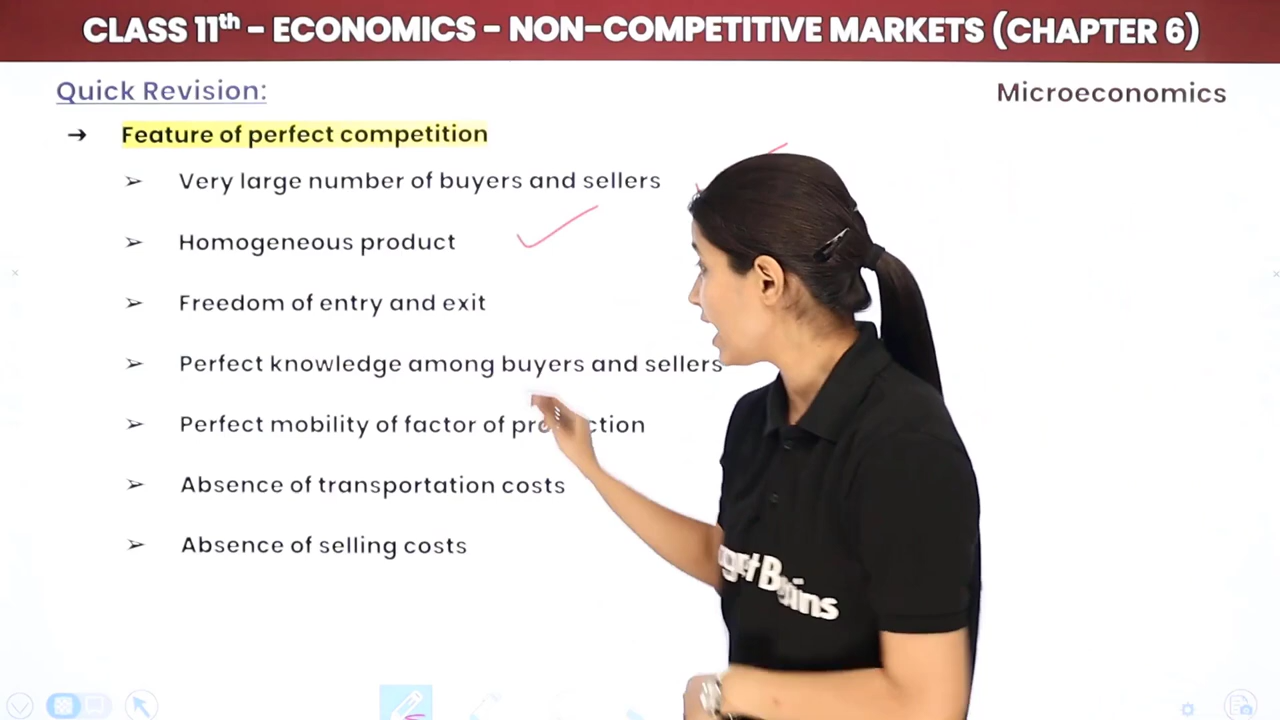 CLASS 11th - ECONOMICS - NON-COMPETITIVE MARKETS (CHAPTER 6)
Quick Revision:
Microeconomics
→ Feature of perfect competition
➢ Very large number of buyers and sellers
➢ Homogeneous product
➢ Freedom of entry and exit
➢ Perfect knowledge among buyers and sellers
➢ Perfect mobility of factor of
➢ Absence of transportation costs
➢ Absence of selling costs